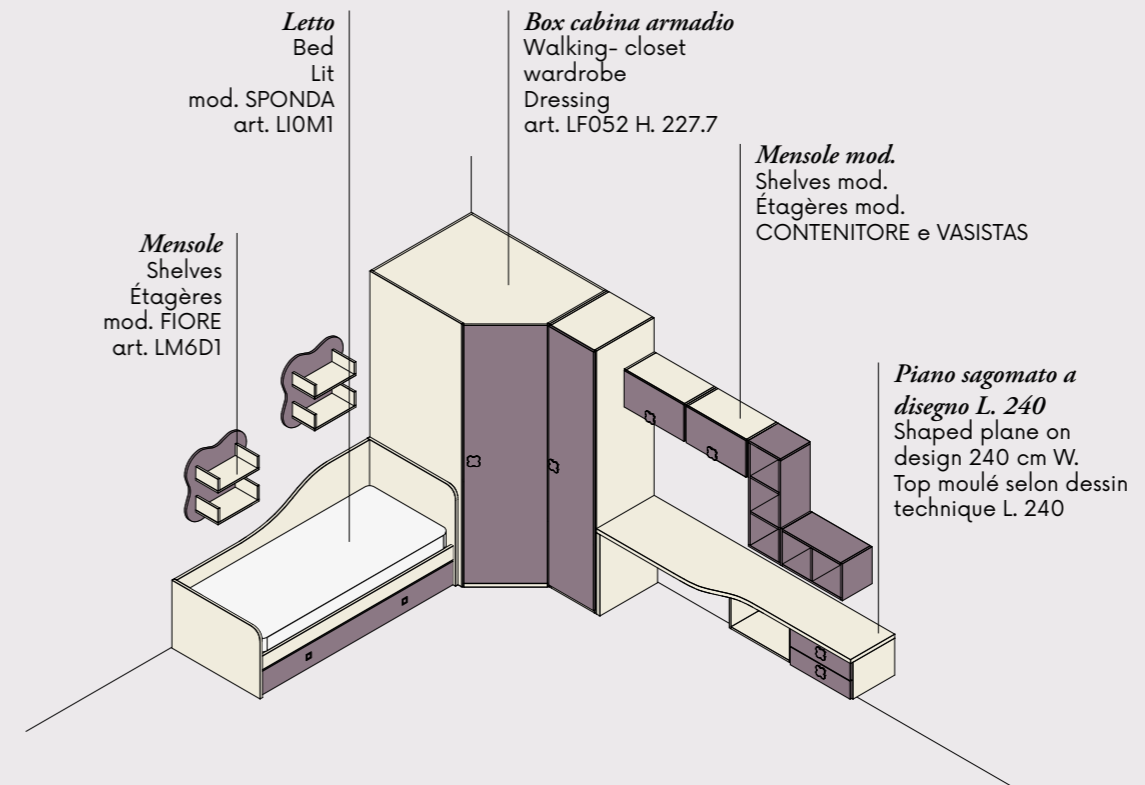 Letto
Bed
Lit
mod. SPONDA
art. LI0M1
Box cabina armadio
Walking- closet
wardrobe
Dressing
art. LF052 H. 227.7
Mensole mod.
Shelves mod.
Étagères mod.
CONTENITORE e VASISTAS
Mensole
Shelves
Étagères
mod. FIORE
art. LM6D1
Piano sagomato a
disegno L. 240
Shaped plane on
design 240 cm W.
Top moulé selon dessin
technique L. 240